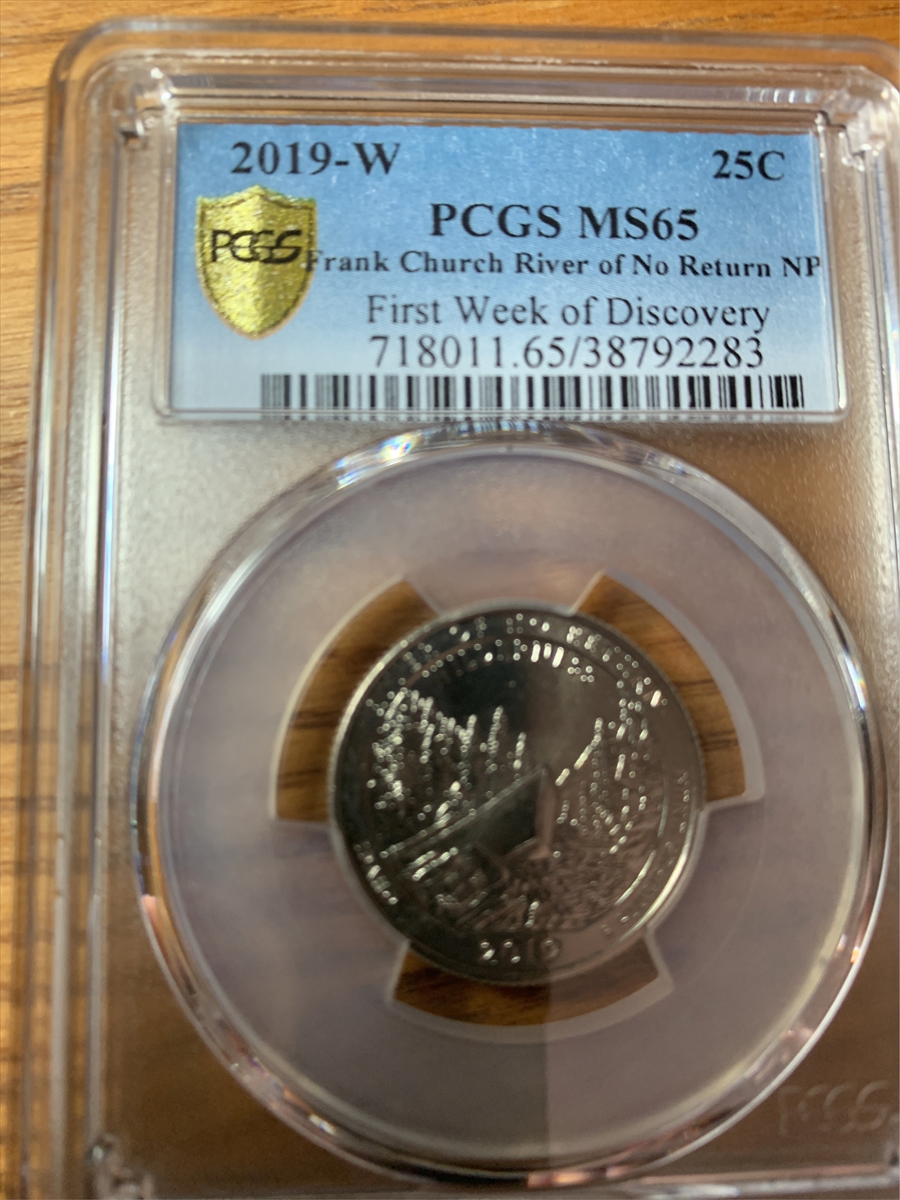 2019-W 25C
PCGS PCGS MS65
Frank Church River of No Return NP
First Week of Discovery
718011.65/38792283
2019
PCGS